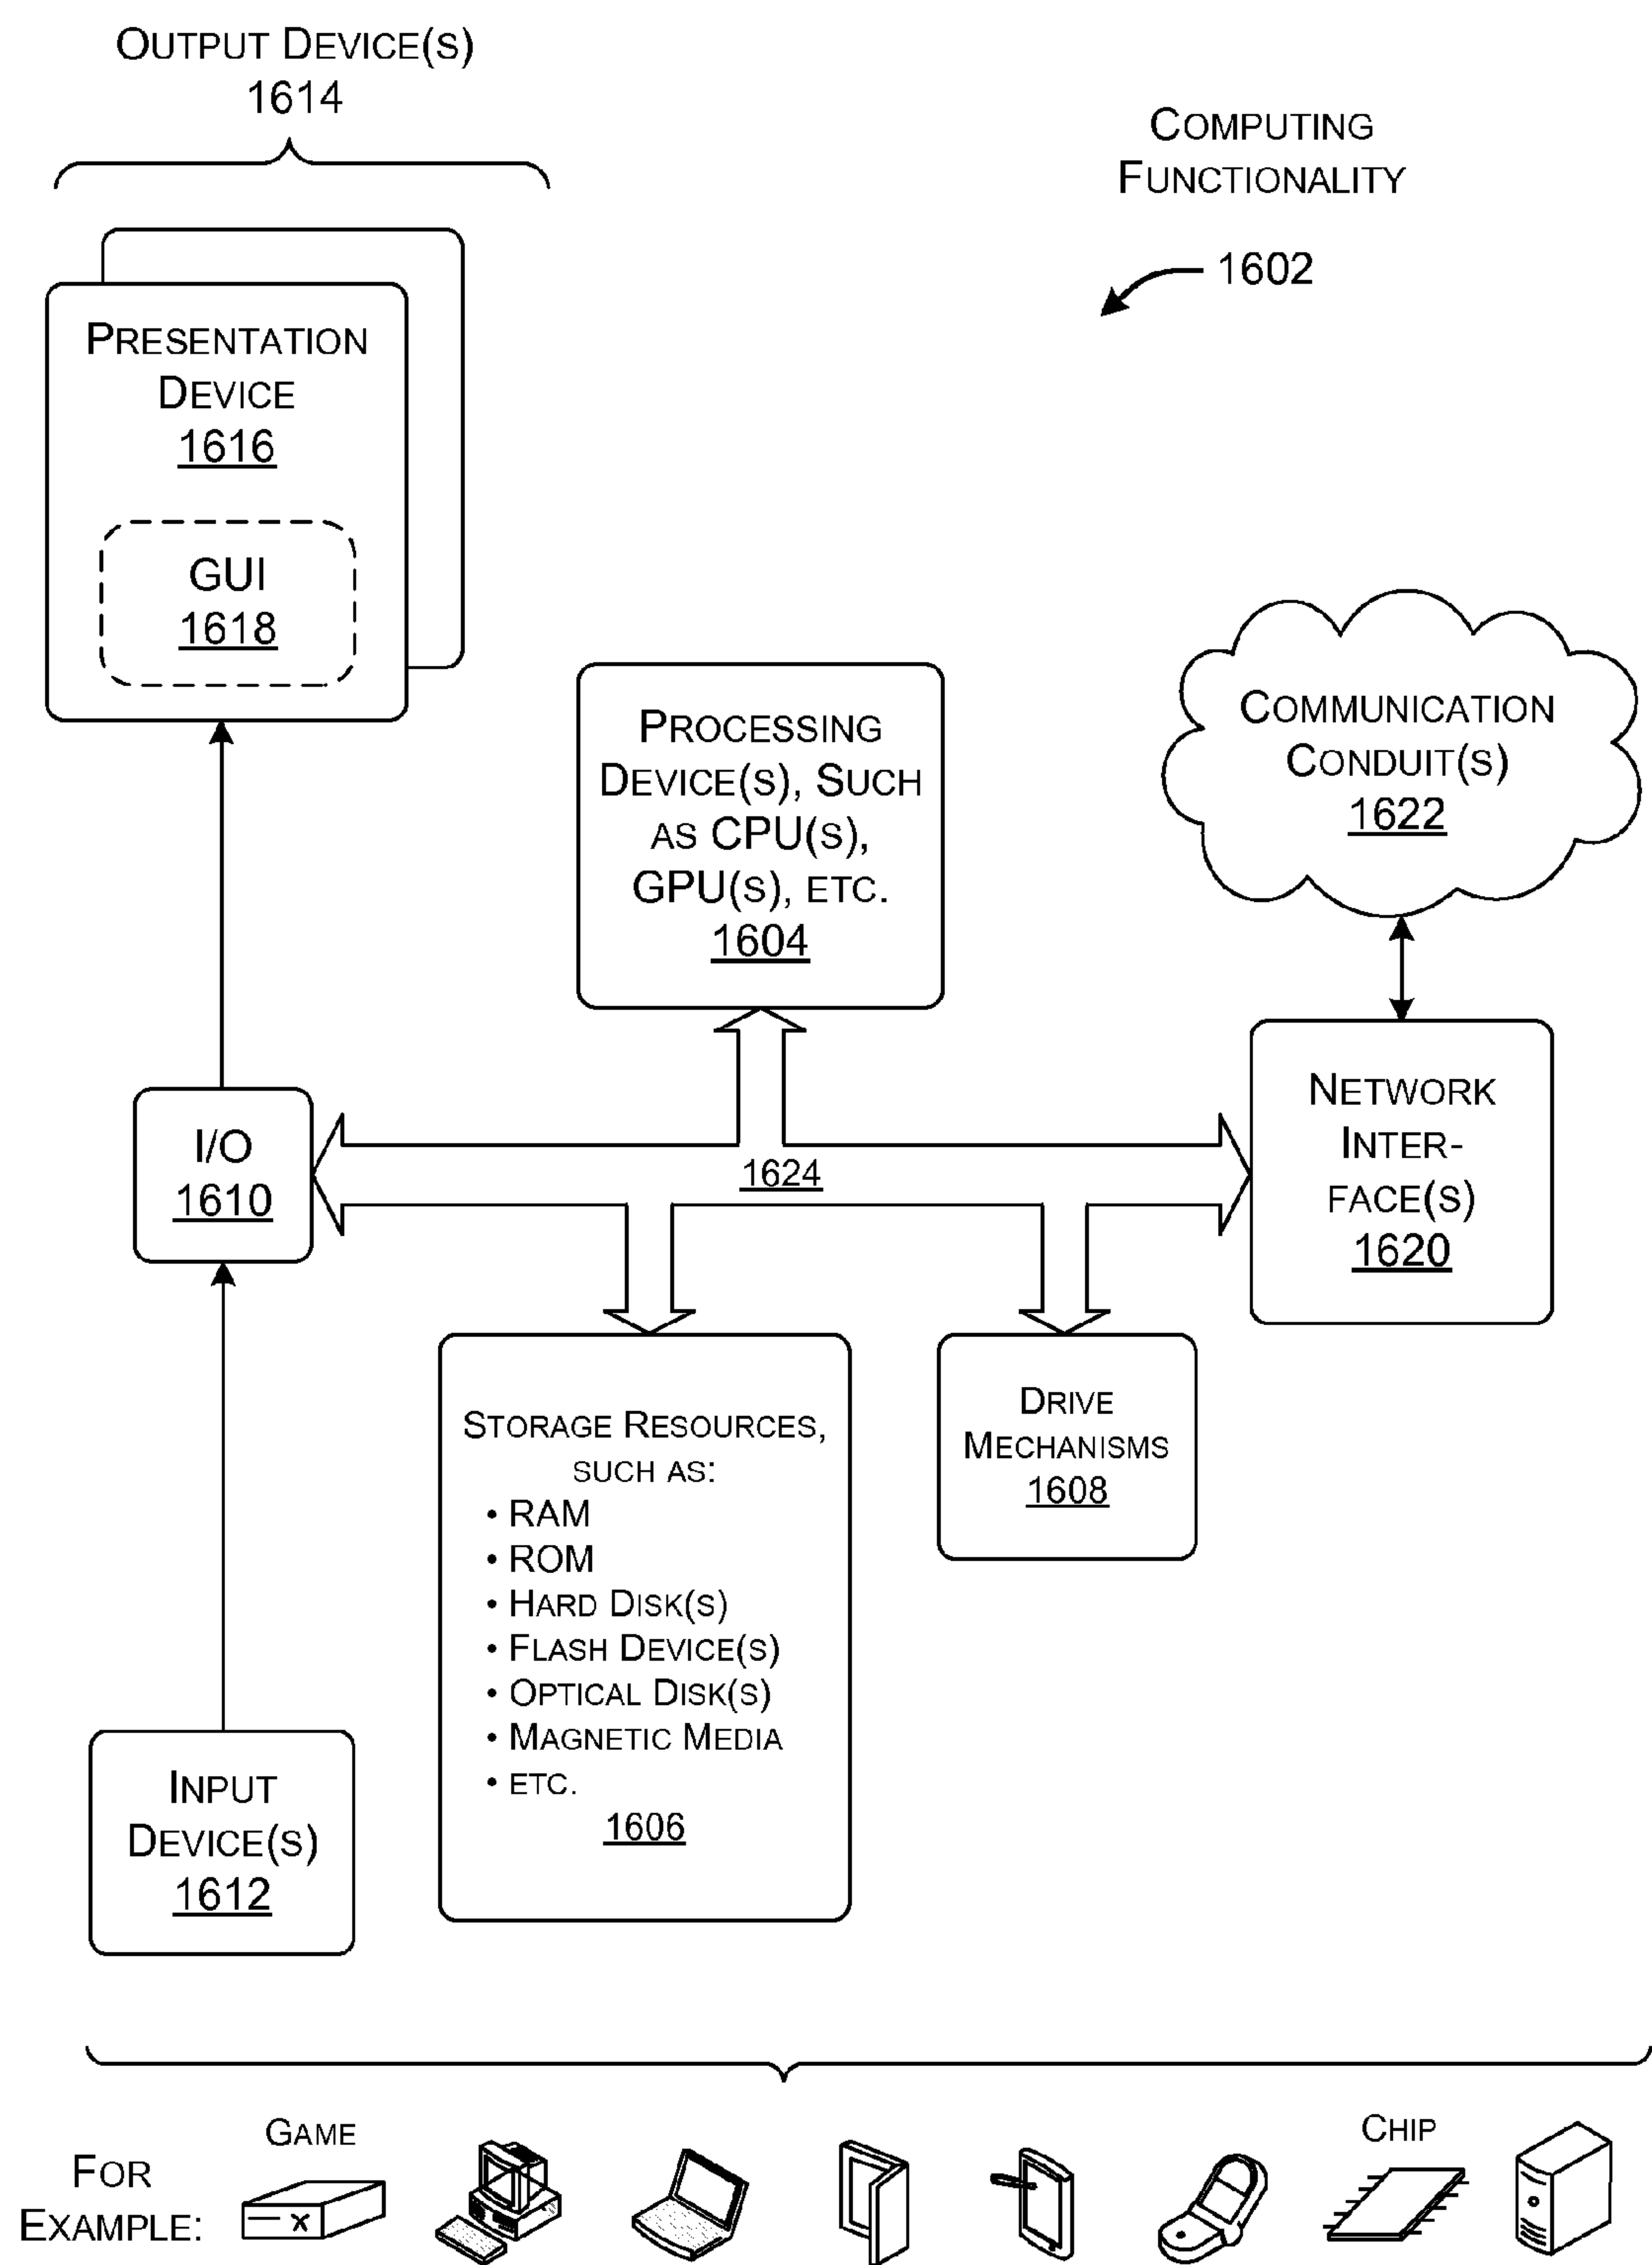 OUTPUT DEVICE(S)
1614
COMPUTING
FUNCTIONALITY
1602
PRESENTATION
DEVICE
1616
GUI
1618
PROCESSING
DEVICE(S), SUCH
AS CPU(S),
GPU(S), ETC.
1604
COMMUNICATION
CONDUIT(S)
1622
I/O
1610
1624
NETWORK
INTER-
FACE(S)
1620
STORAGE RESOURCES,
SUCH AS:
• RAM
• ROM
• HARD DISK(S)
• FLASH DEVICE(S)
• OPTICAL DISK(S)
• MAGNETIC MEDIA
• ETC.
1606
DRIVE
MECHANISMS
1608
INPUT
DEVICE(S)
1612
FOR
EXAMPLE:
GAME
X
CHIP